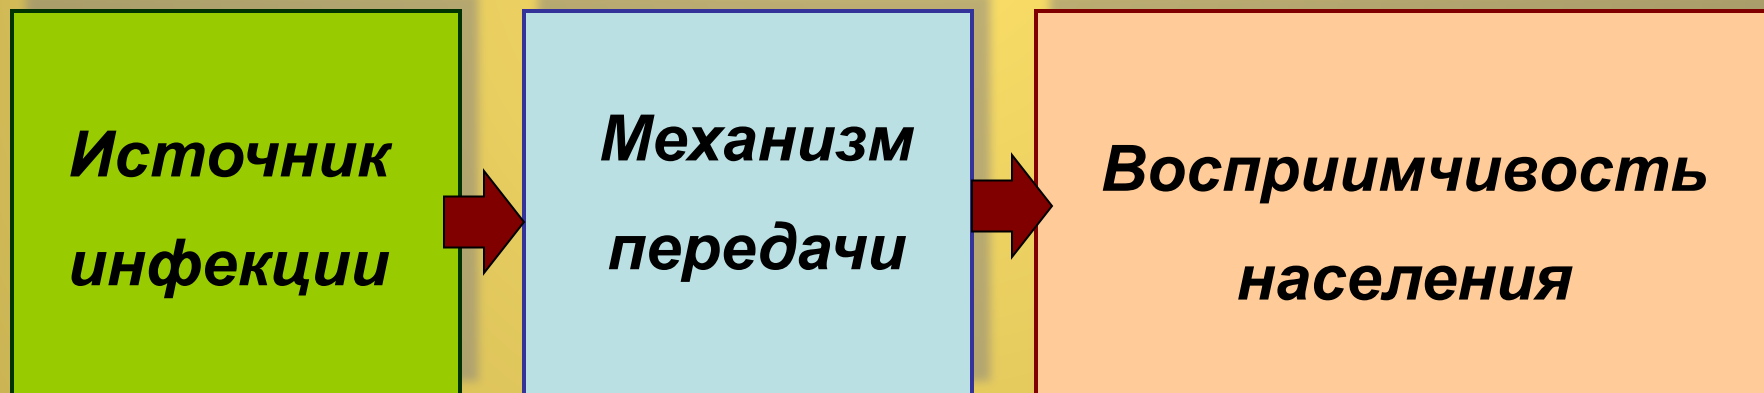 Источник
инфекции
Механизм
передачи
Восприимчивость
населения